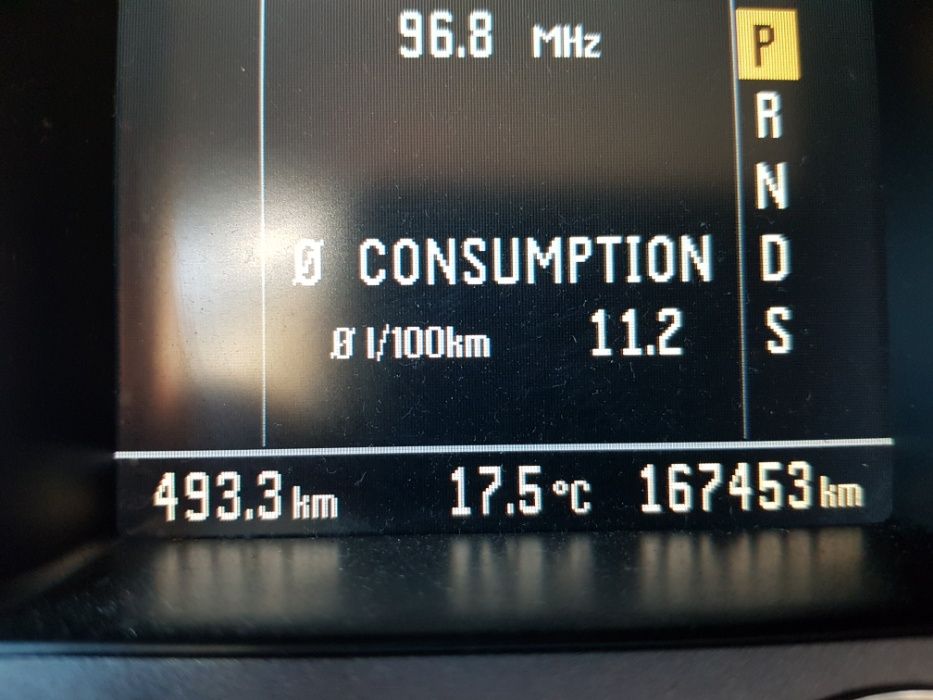 96.8 MHz
P
R
N
D
S
Ø CONSUMPTION
Ø l/100km 11.2
493.3 km 17.5 °C 167453 km